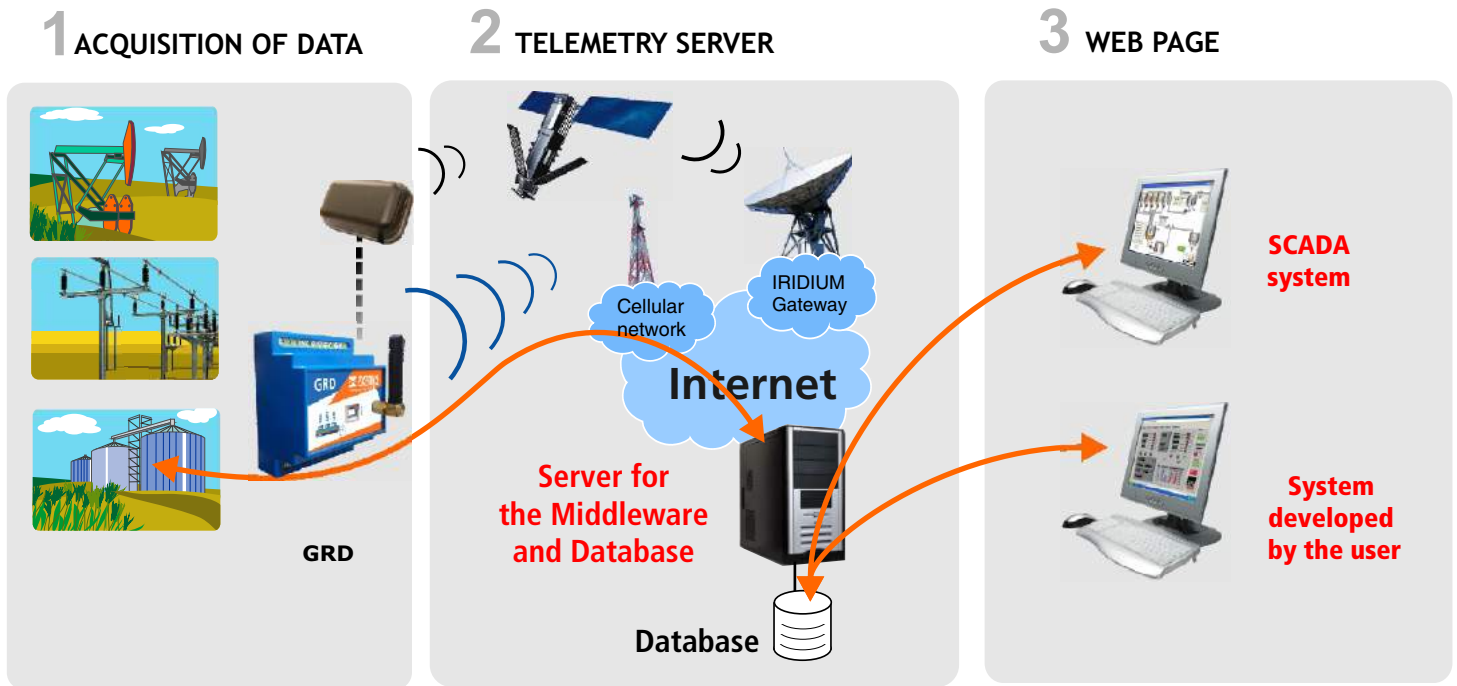 1 ACQUISITION OF DATA
2 TELEMETRY SERVER
3 WEB PAGE
GRD
GRD
Cellular
network
IRIDIUM
Gateway
Internet
Server for
the Middleware
and Database
Database
SCADA
system
System
developed
by the user